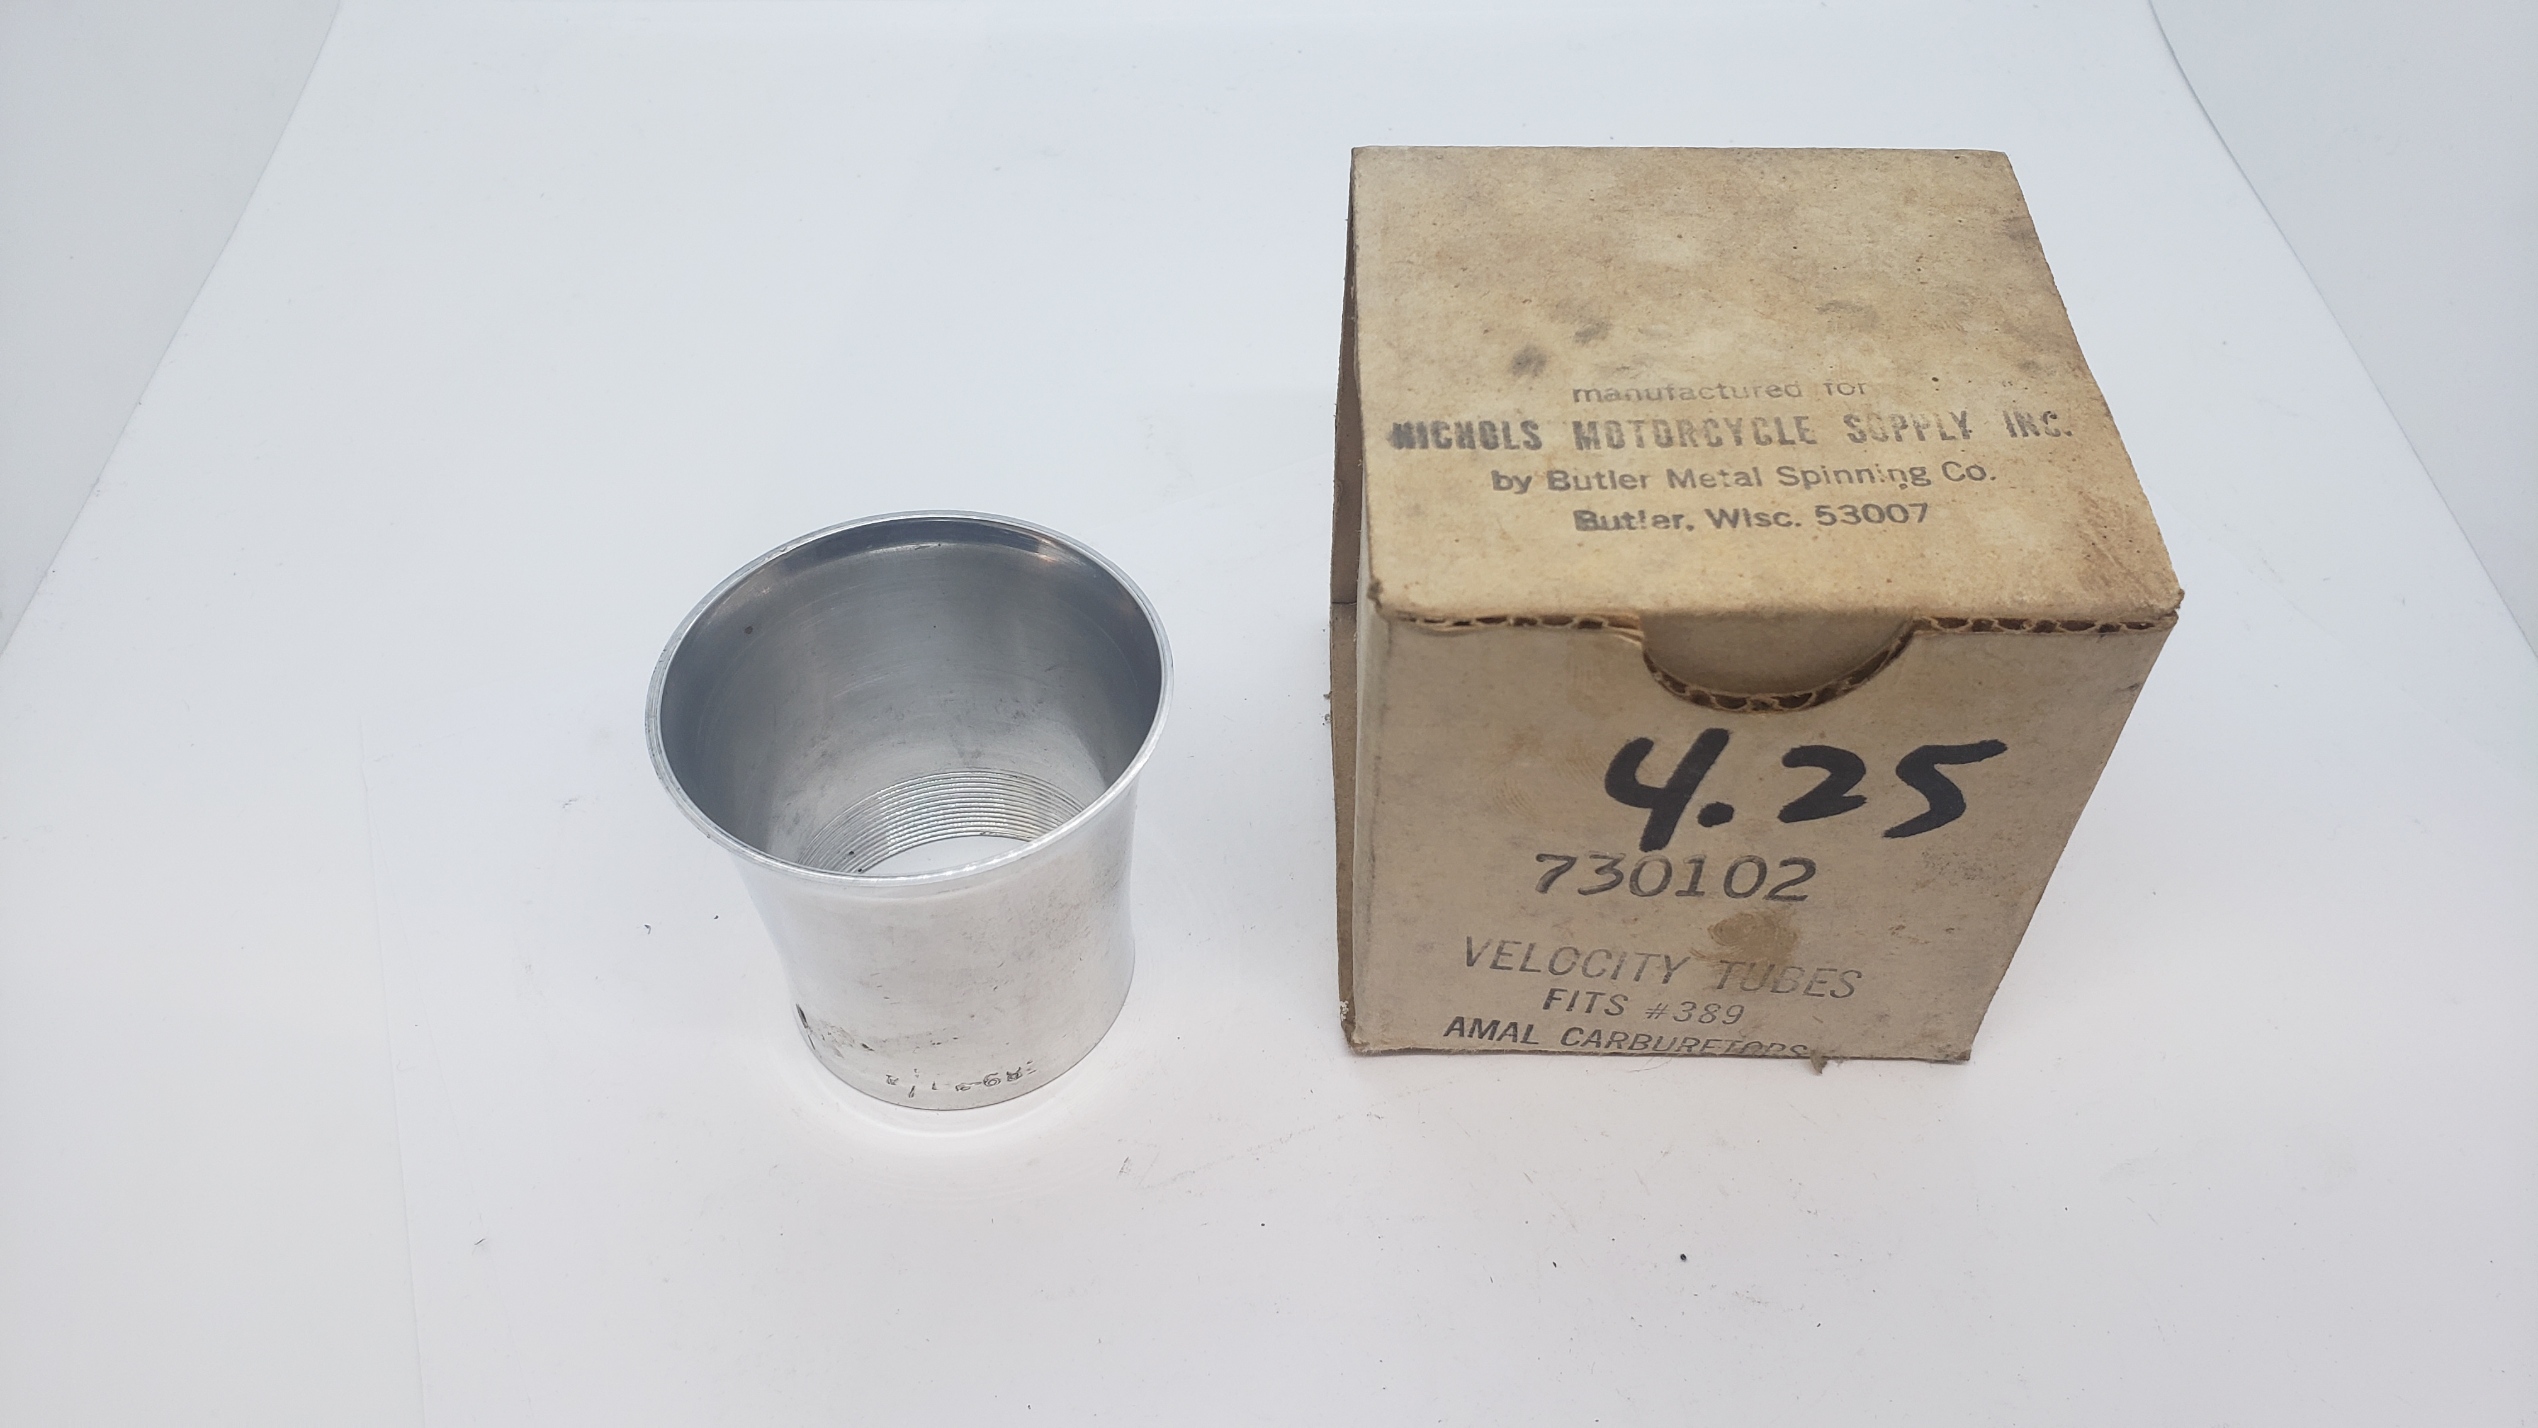 manufactured for
NICHOLS MOTORCYCLE SUPPLY INC.
by Butler Metal Spinning Co.
Butler, Wisc. 53007
4.25
730102
VELOCITY TUBES
FITS #389
AMAL CARBURETORS